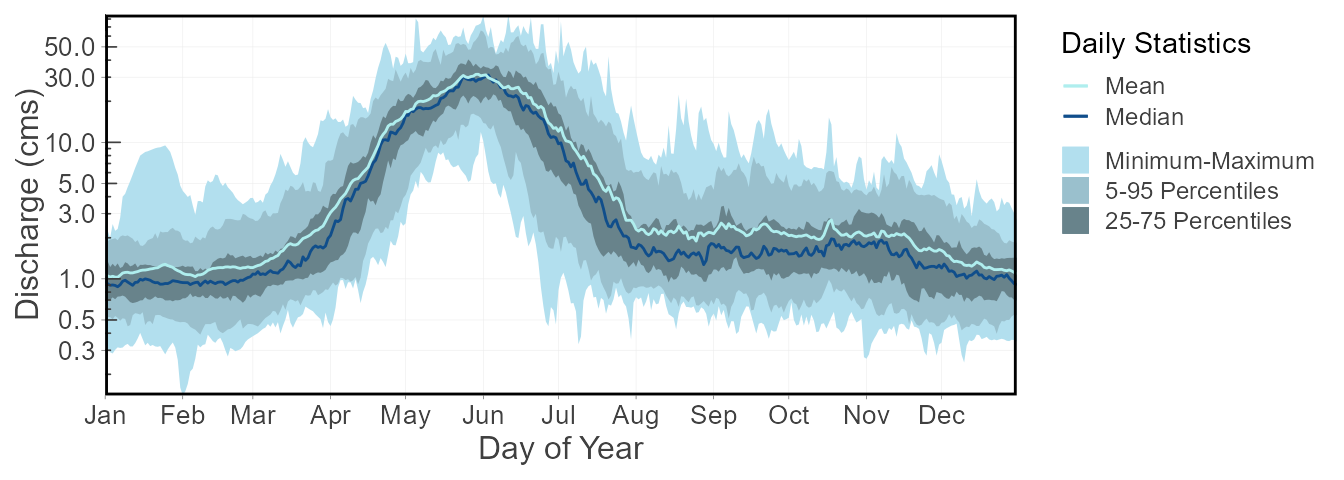 Discharge (cms)
50.0
30.0
10.0
5.0
3.0
1.0
0.5
0.3
Jan Feb Mar Apr May Jun Jul Aug Sep Oct Nov Dec
Day of Year
Daily Statistics
Mean
Median
Minimum-Maximum
5-95 Percentiles
25-75 Percentiles